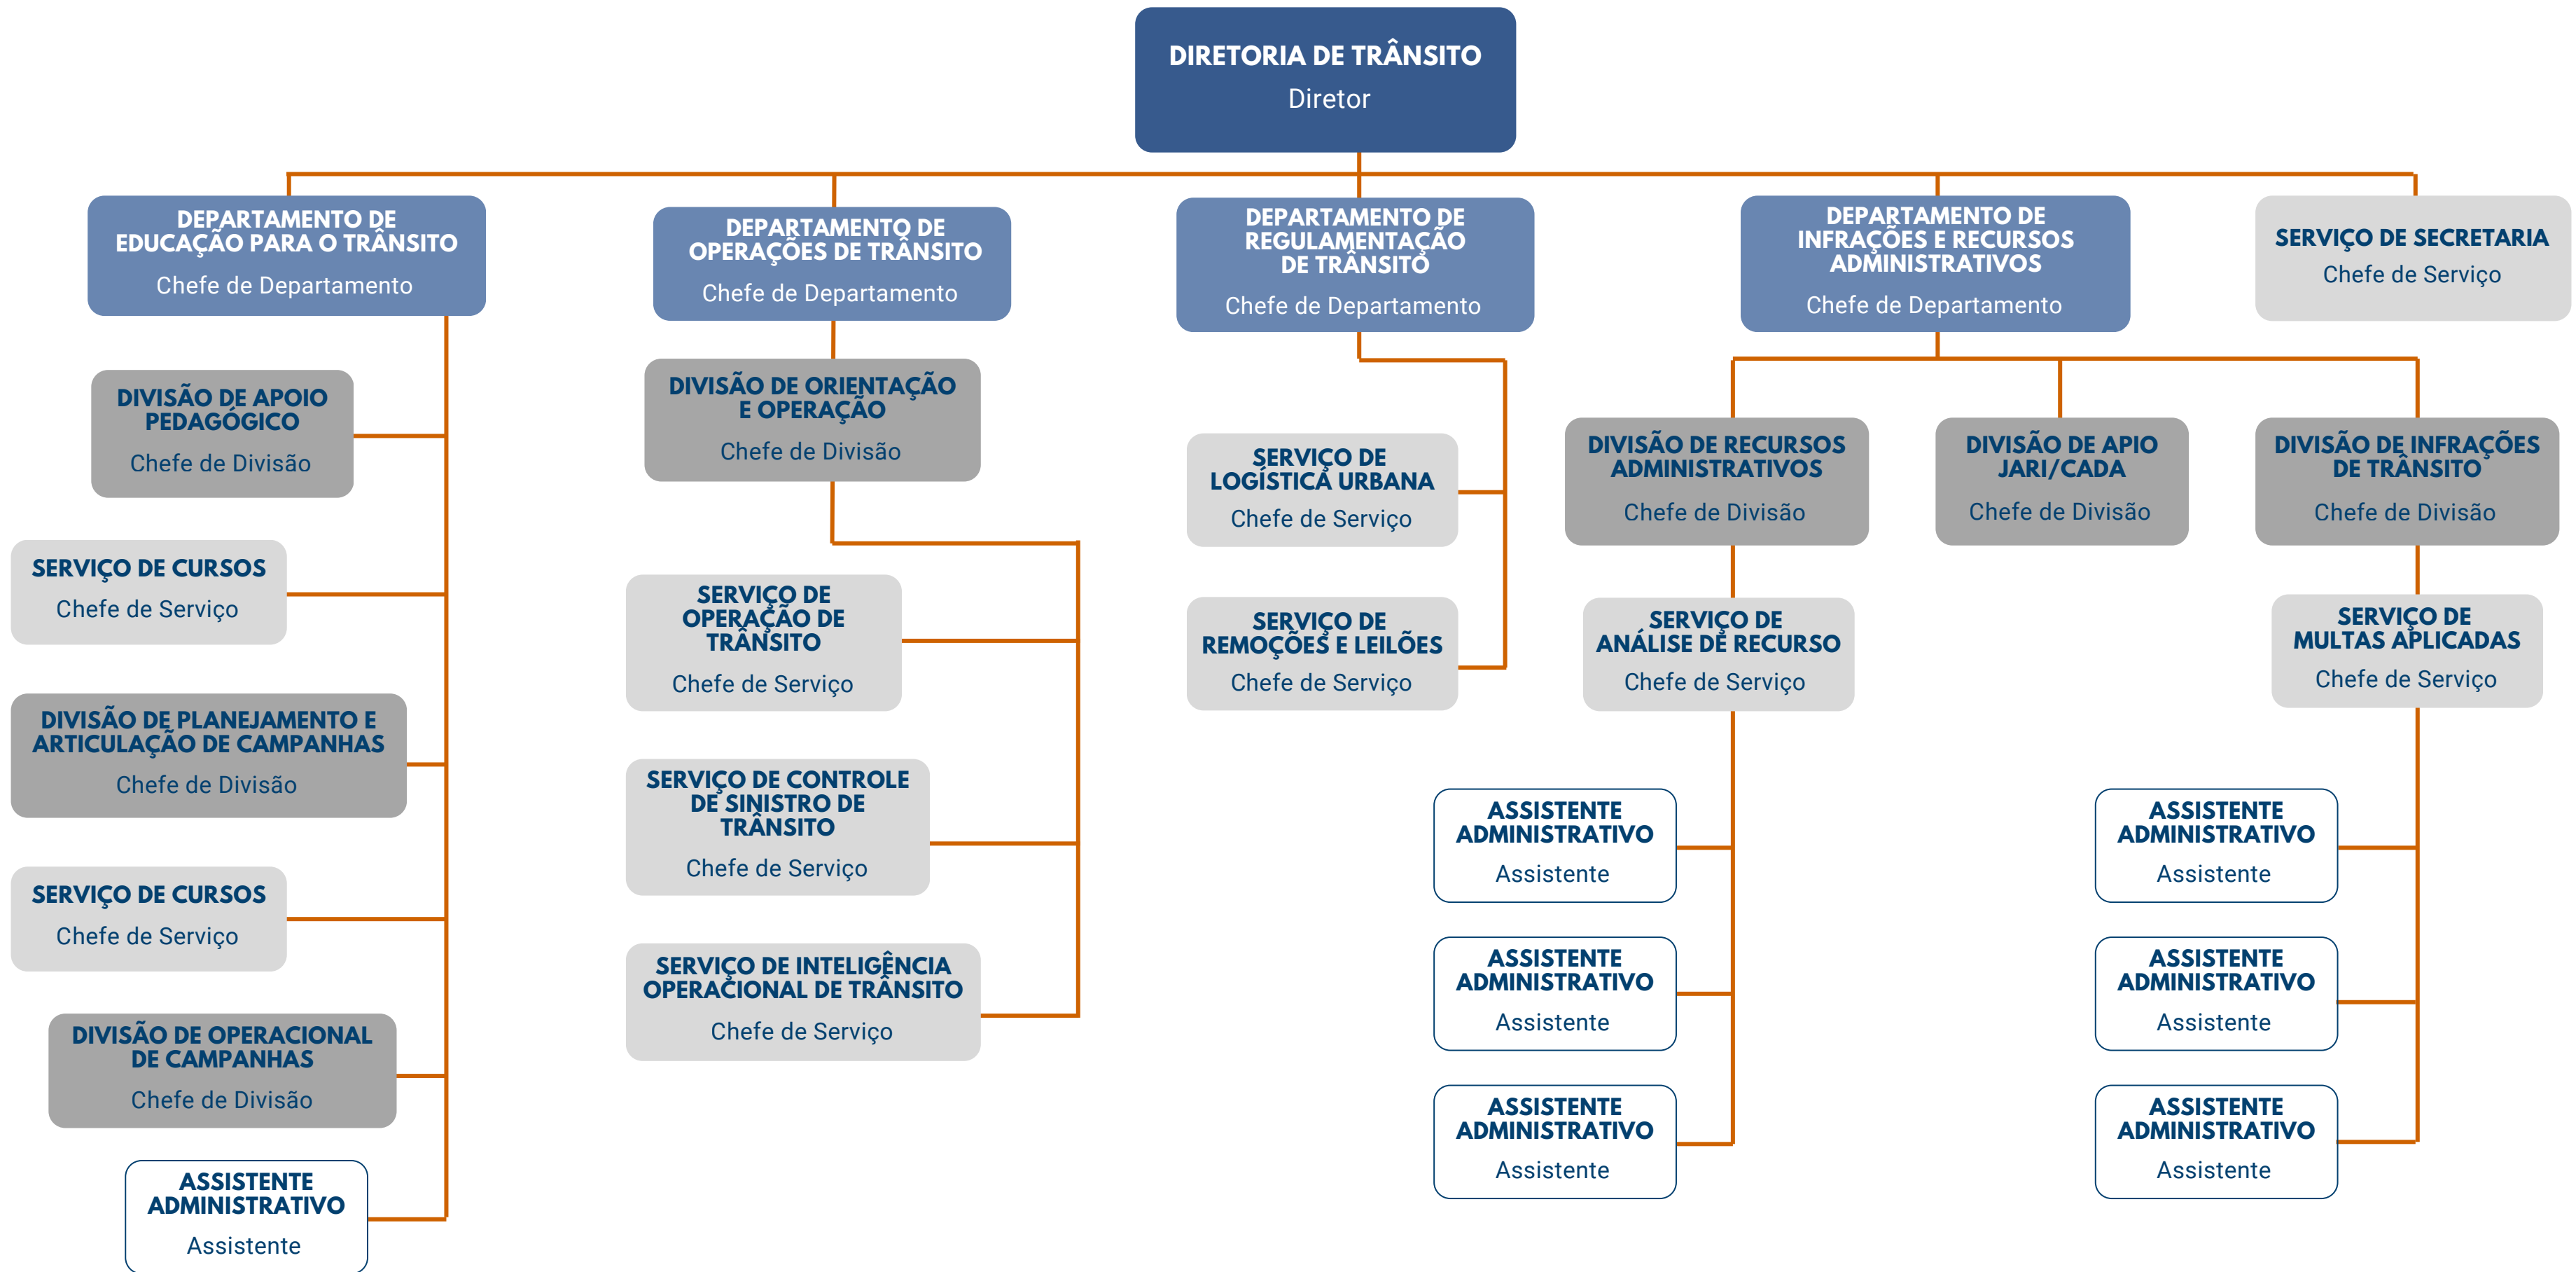 DIRETORIA DE TRÂNSITO
Diretor
DEPARTAMENTO DE
EDUCAÇÃO PARA O TRÂNSITO
Chefe de Departamento
DIVISÃO DE APOIO
PEDAGÓGICO
Chefe de Divisão
SERVIÇO DE CURSOS
Chefe de Serviço
DIVISÃO DE PLANEJAMENTO E
ARTICULAÇÃO DE CAMPANHAS
Chefe de Divisão
SERVIÇO DE CURSOS
Chefe de Serviço
DIVISÃO DE OPERACIONAL
DE CAMPANHAS
Chefe de Divisão
ASSISTENTE
ADMINISTRATIVO
Assistente
DEPARTAMENTO DE
OPERAÇÕES DE TRÂNSITO
Chefe de Departamento
DIVISÃO DE ORIENTAÇÃO
E OPERAÇÃO
Chefe de Divisão
SERVIÇO DE
OPERAÇÃO DE
TRÂNSITO
Chefe de Serviço
SERVIÇO DE CONTROLE
DE SINISTRO DE
TRÂNSITO
Chefe de Serviço
SERVIÇO DE INTELIGÊNCIA
OPERACIONAL DE TRÂNSITO
Chefe de Serviço
DEPARTAMENTO DE
REGULAMENTAÇÃO
DE TRÂNSITO
Chefe de Departamento
SERVIÇO DE
LOGÍSTICA URBANA
Chefe de Serviço
SERVIÇO DE
REMOÇÕES E LEILÕES
Chefe de Serviço
DEPARTAMENTO DE
INFRAÇÕES E RECURSOS
ADMINISTRATIVOS
Chefe de Departamento
DIVISÃO DE RECURSOS
ADMINISTRATIVOS
Chefe de Divisão
SERVIÇO DE
ANÁLISE DE RECURSO
Chefe de Serviço
ASSISTENTE
ADMINISTRATIVO
Assistente
ASSISTENTE
ADMINISTRATIVO
Assistente
ASSISTENTE
ADMINISTRATIVO
Assistente
DIVISÃO DE APIO
JARI/CADA
Chefe de Divisão
DIVISÃO DE INFRAÇÕES
DE TRÂNSITO
Chefe de Divisão
SERVIÇO DE
MULTAS APLICADAS
Chefe de Serviço
ASSISTENTE
ADMINISTRATIVO
Assistente
ASSISTENTE
ADMINISTRATIVO
Assistente
ASSISTENTE
ADMINISTRATIVO
Assistente
SERVIÇO DE SECRETARIA
Chefe de Serviço